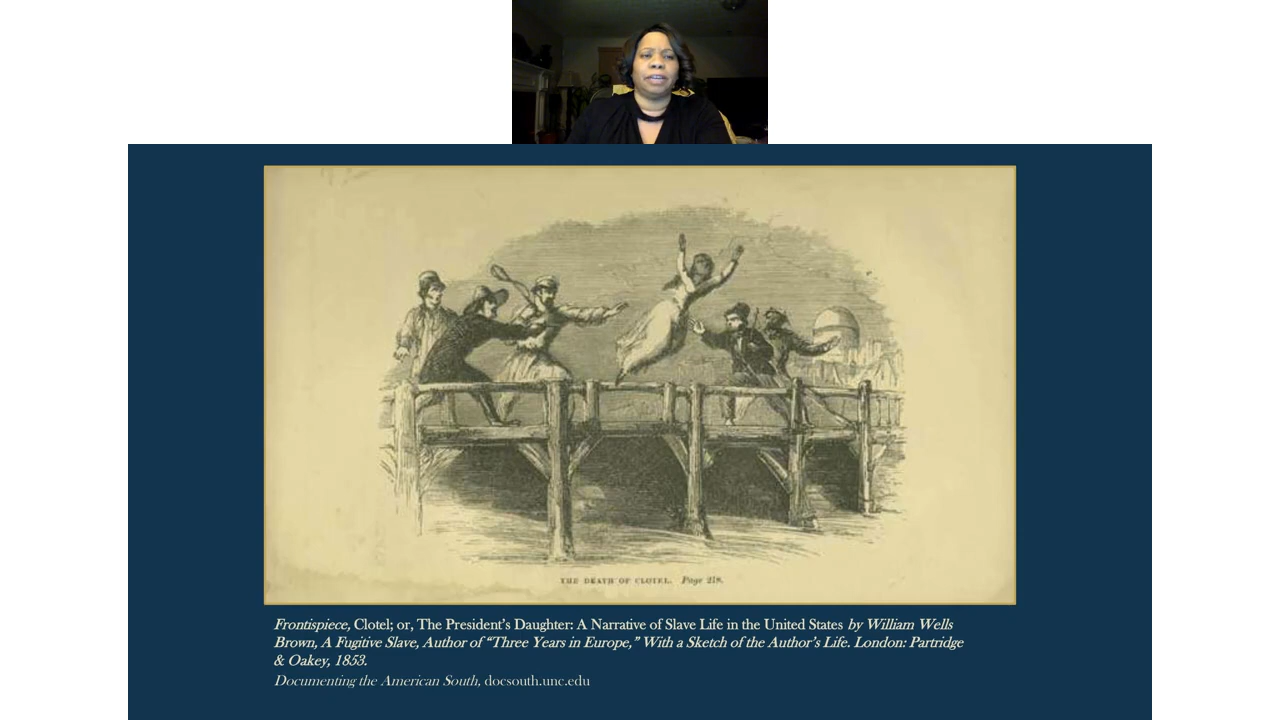 THE DEATH OF CLOTEL. Page 218.
Frontispiece, Clotel; or, The President's Daughter: A Narrative of Slave Life in the United States by William Wells
Brown, A Fugitive Slave, Author of “Three Years in Europe,” With a Sketch of the Author's Life. London: Partridge
& Oakey, 1853.
Documenting the American South, docsouth.unc.edu